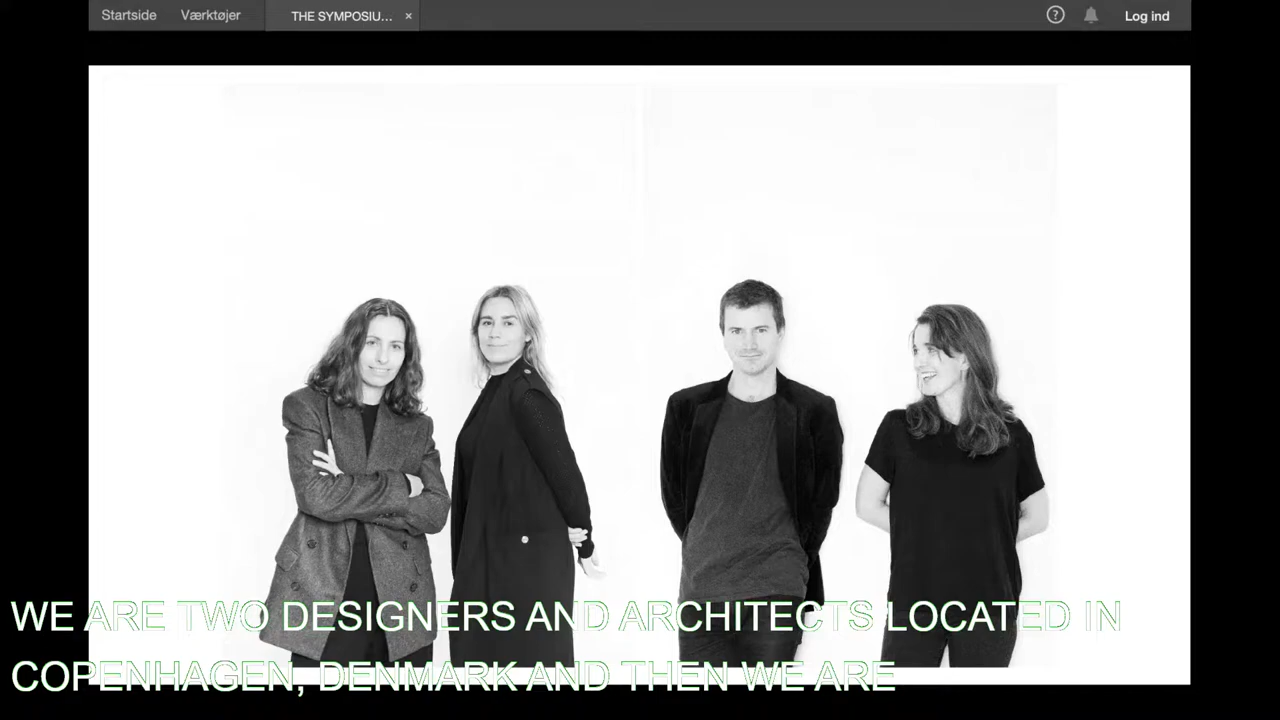 Startside Værktøjer THE SYMPOSIU... × ? Log ind
WE ARE TWO DESIGNERS AND ARCHITECTS LOCATED IN
COPENHAGEN, DENMARK AND THEN WE ARE